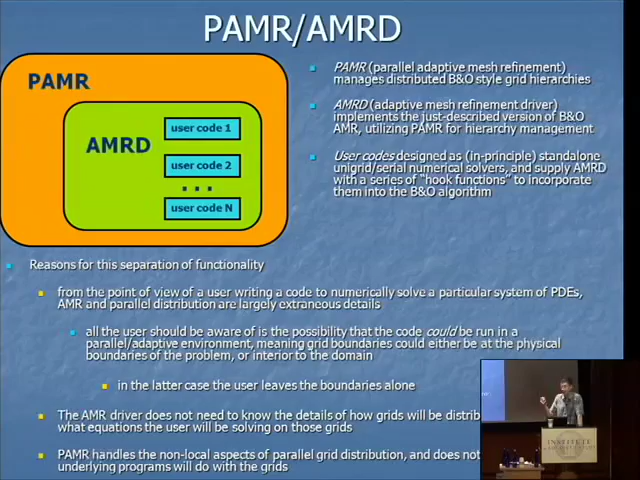 PAMR/AMRD
PAMR
AMRD
user code 1
user code 2
...
user code N
PAMR (parallel adaptive mesh refinement)
manages distributed B&O style grid hierarchies
AMRD (adaptive mesh refinement driver)
implements the just-described version of B&O
AMR, utilizing PAMR for hierarchy management
User codes designed as (in-principle) standalone
unigrid/serial numerical solvers, and supply AMRD
with a series of "hook functions" to incorporate
them into the B&O algorithm
Reasons for this separation of functionality
from the point of view of a user writing a code to numerically solve a particular system of PDEs,
AMR and parallel distribution are largely extraneous details
all the user should be aware of is the possibility that the code could be run in a
parallel/adaptive environment, meaning grid boundaries could either be at the physical
boundaries of the problem, or interior to the domain
in the latter case the user leaves the boundaries alone
The AMR driver does not need to know the details of how grids will be distrib
what equations the user will be solving on those grids
PAMR handles the non-local aspects of parallel grid distribution, and does not
underlying programs will do with the grids
INSTITUTE